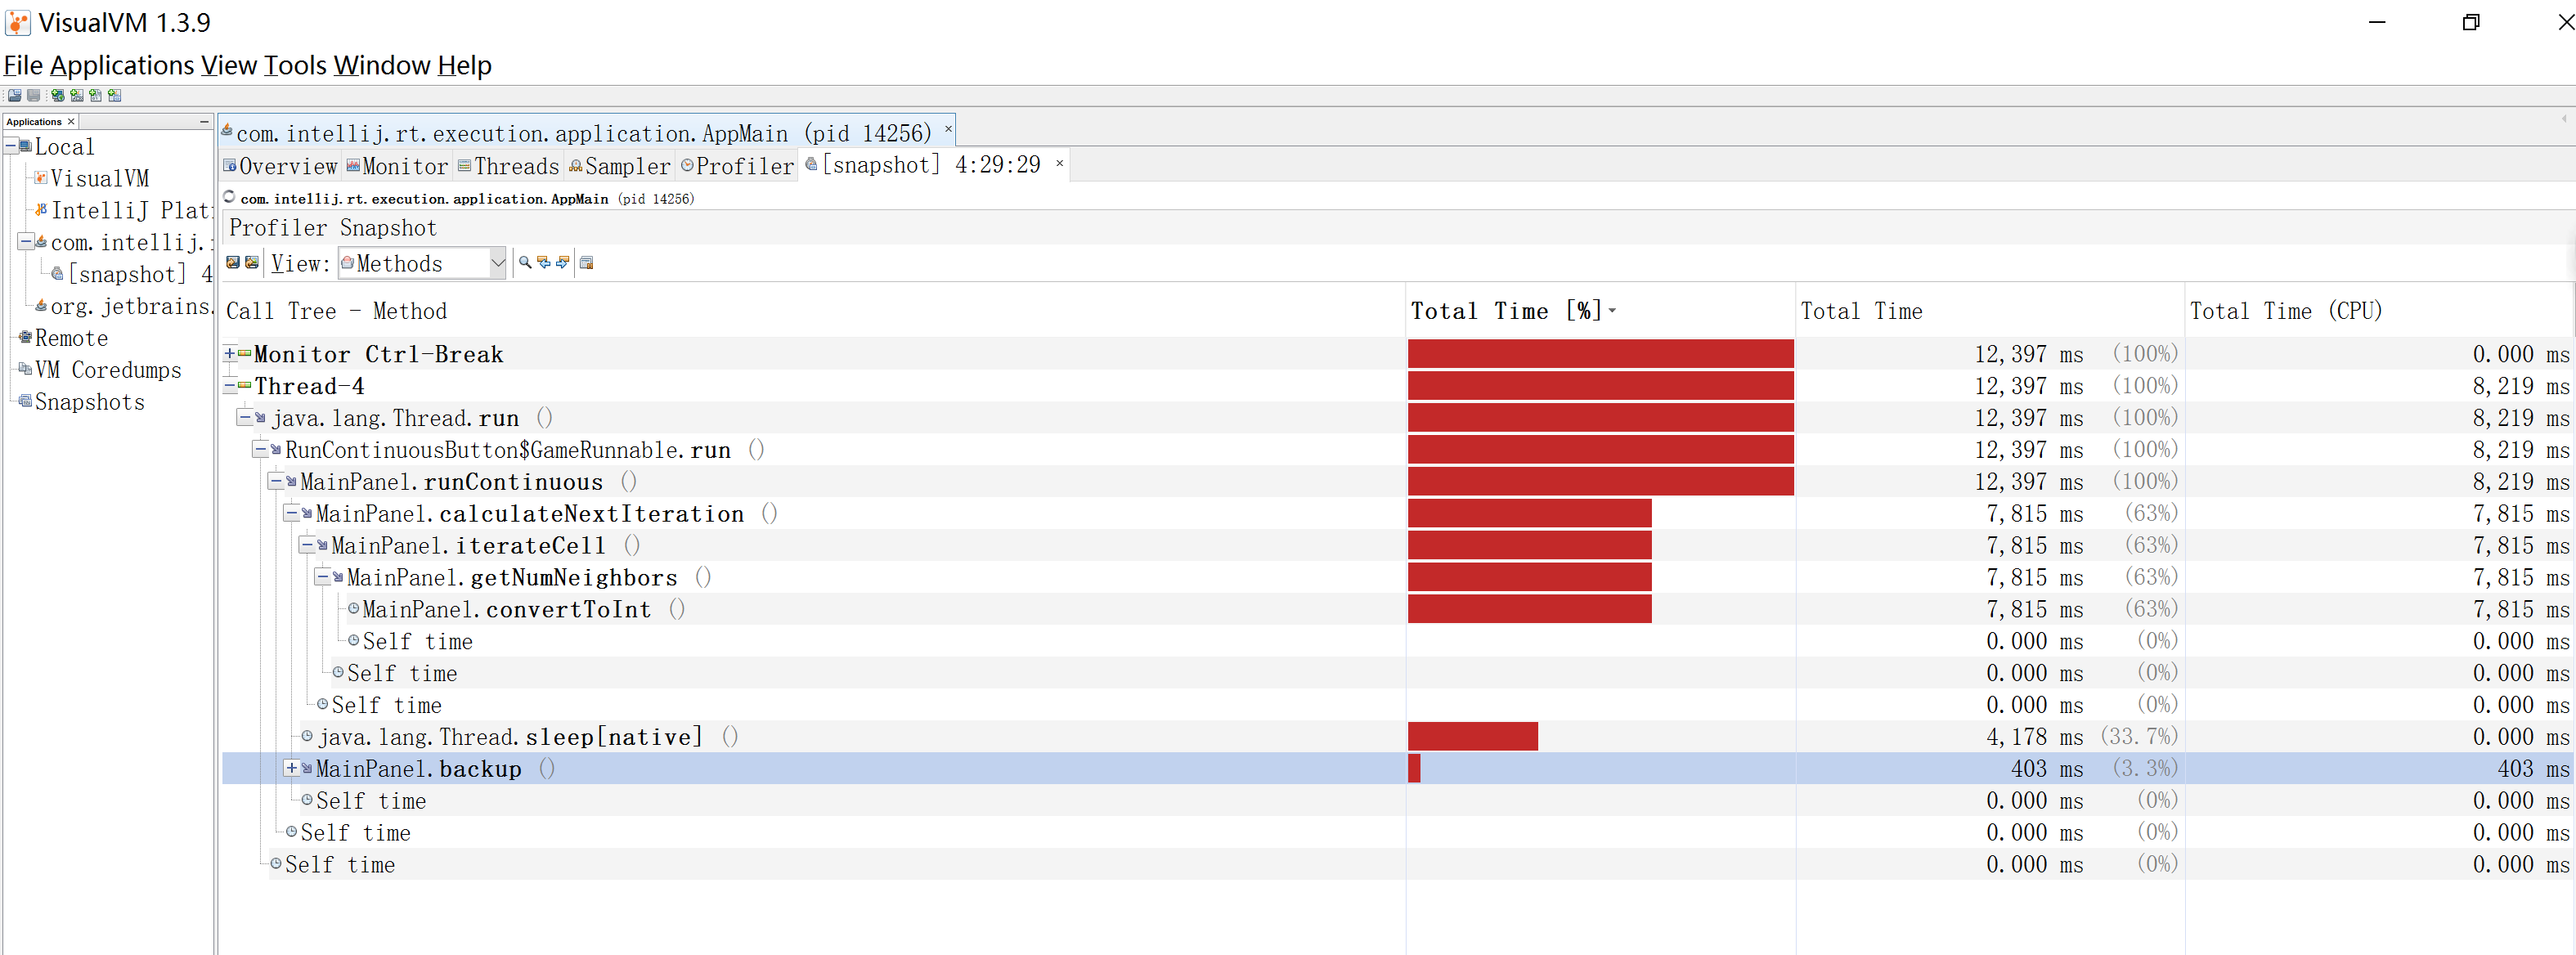 VisualVM 1.3.9
File Applications View Tools Window Help
Applications
Local
VisualVM
IntelliJ Plat
com.intellij.
[snapshot] 4
org.jetbrains.
Remote
VM Coredumps
Snapshots
com.intellij.rt.execution.application.AppMain (pid 14256)
Overview Monitor Threads Sampler Profiler [snapshot] 4:29:29
com.intellij.rt.execution.application.AppMain (pid 14256)
Profiler Snapshot
View: Methods
Call Tree - Method Total Time [%] Total Time Total Time (CPU)
Monitor Ctrl-Break 12,397 ms (100%) 0.000 ms
Thread-4 12,397 ms (100%) 8,219 ms
java.lang.Thread.run () 12,397 ms (100%) 8,219 ms
RunContinuousButton$GameRunnable.run () 12,397 ms (100%) 8,219 ms
MainPanel.runContinuous () 12,397 ms (100%) 8,219 ms
MainPanel.calculateNextIteration () 7,815 ms (63%) 7,815 ms
MainPanel.iterateCell () 7,815 ms (63%) 7,815 ms
MainPanel.getNumNeighbors () 7,815 ms (63%) 7,815 ms
MainPanel.convertToInt () 7,815 ms (63%) 7,815 ms
Self time 0.000 ms (0%) 0.000 ms
Self time 0.000 ms (0%) 0.000 ms
Self time 0.000 ms (0%) 0.000 ms
java.lang.Thread.sleep[native] () 4,178 ms (33.7%) 0.000 ms
MainPanel.backup () 403 ms (3.3%) 403 ms
Self time 0.000 ms (0%) 0.000 ms
Self time 0.000 ms (0%) 0.000 ms
Self time 0.000 ms (0%) 0.000 ms